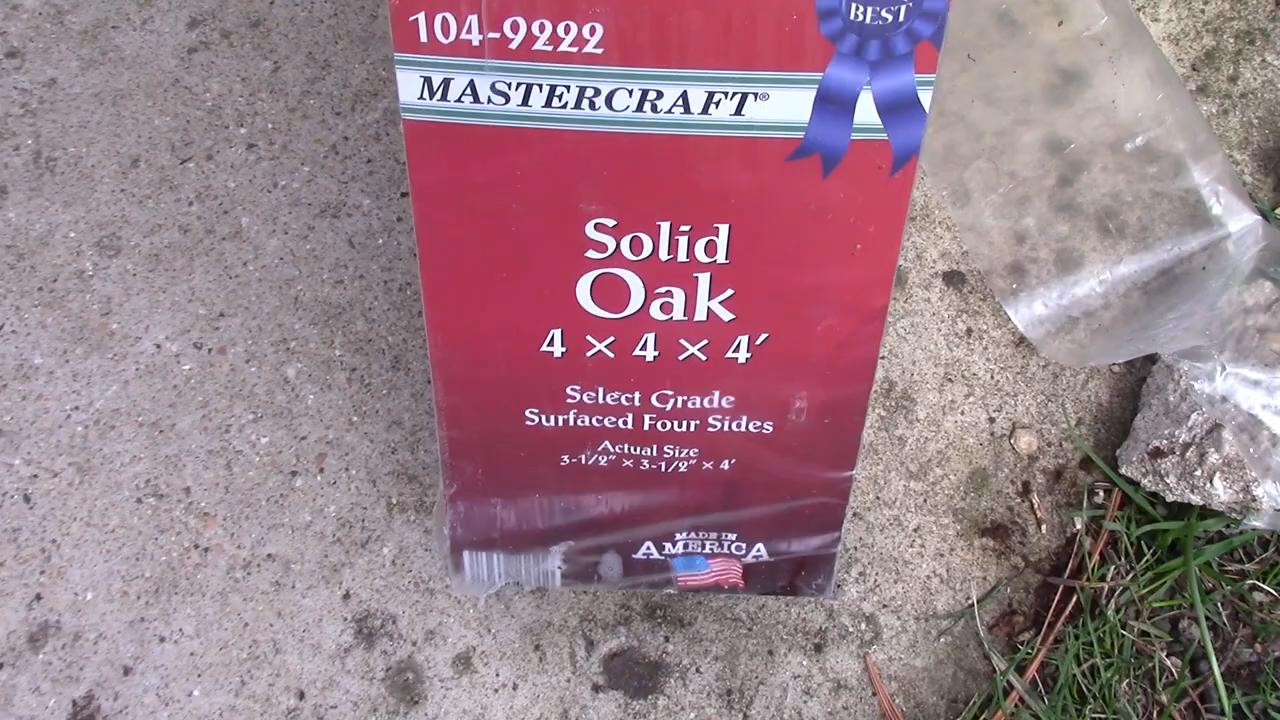 BEST
104-9222
MASTERCRAFT®
Solid
Oak
4 × 4 × 4'
Select Grade
Surfaced Four Sides
Actual Size
3-1/2" × 3-1/2" × 4'
MADE IN
AMERICA